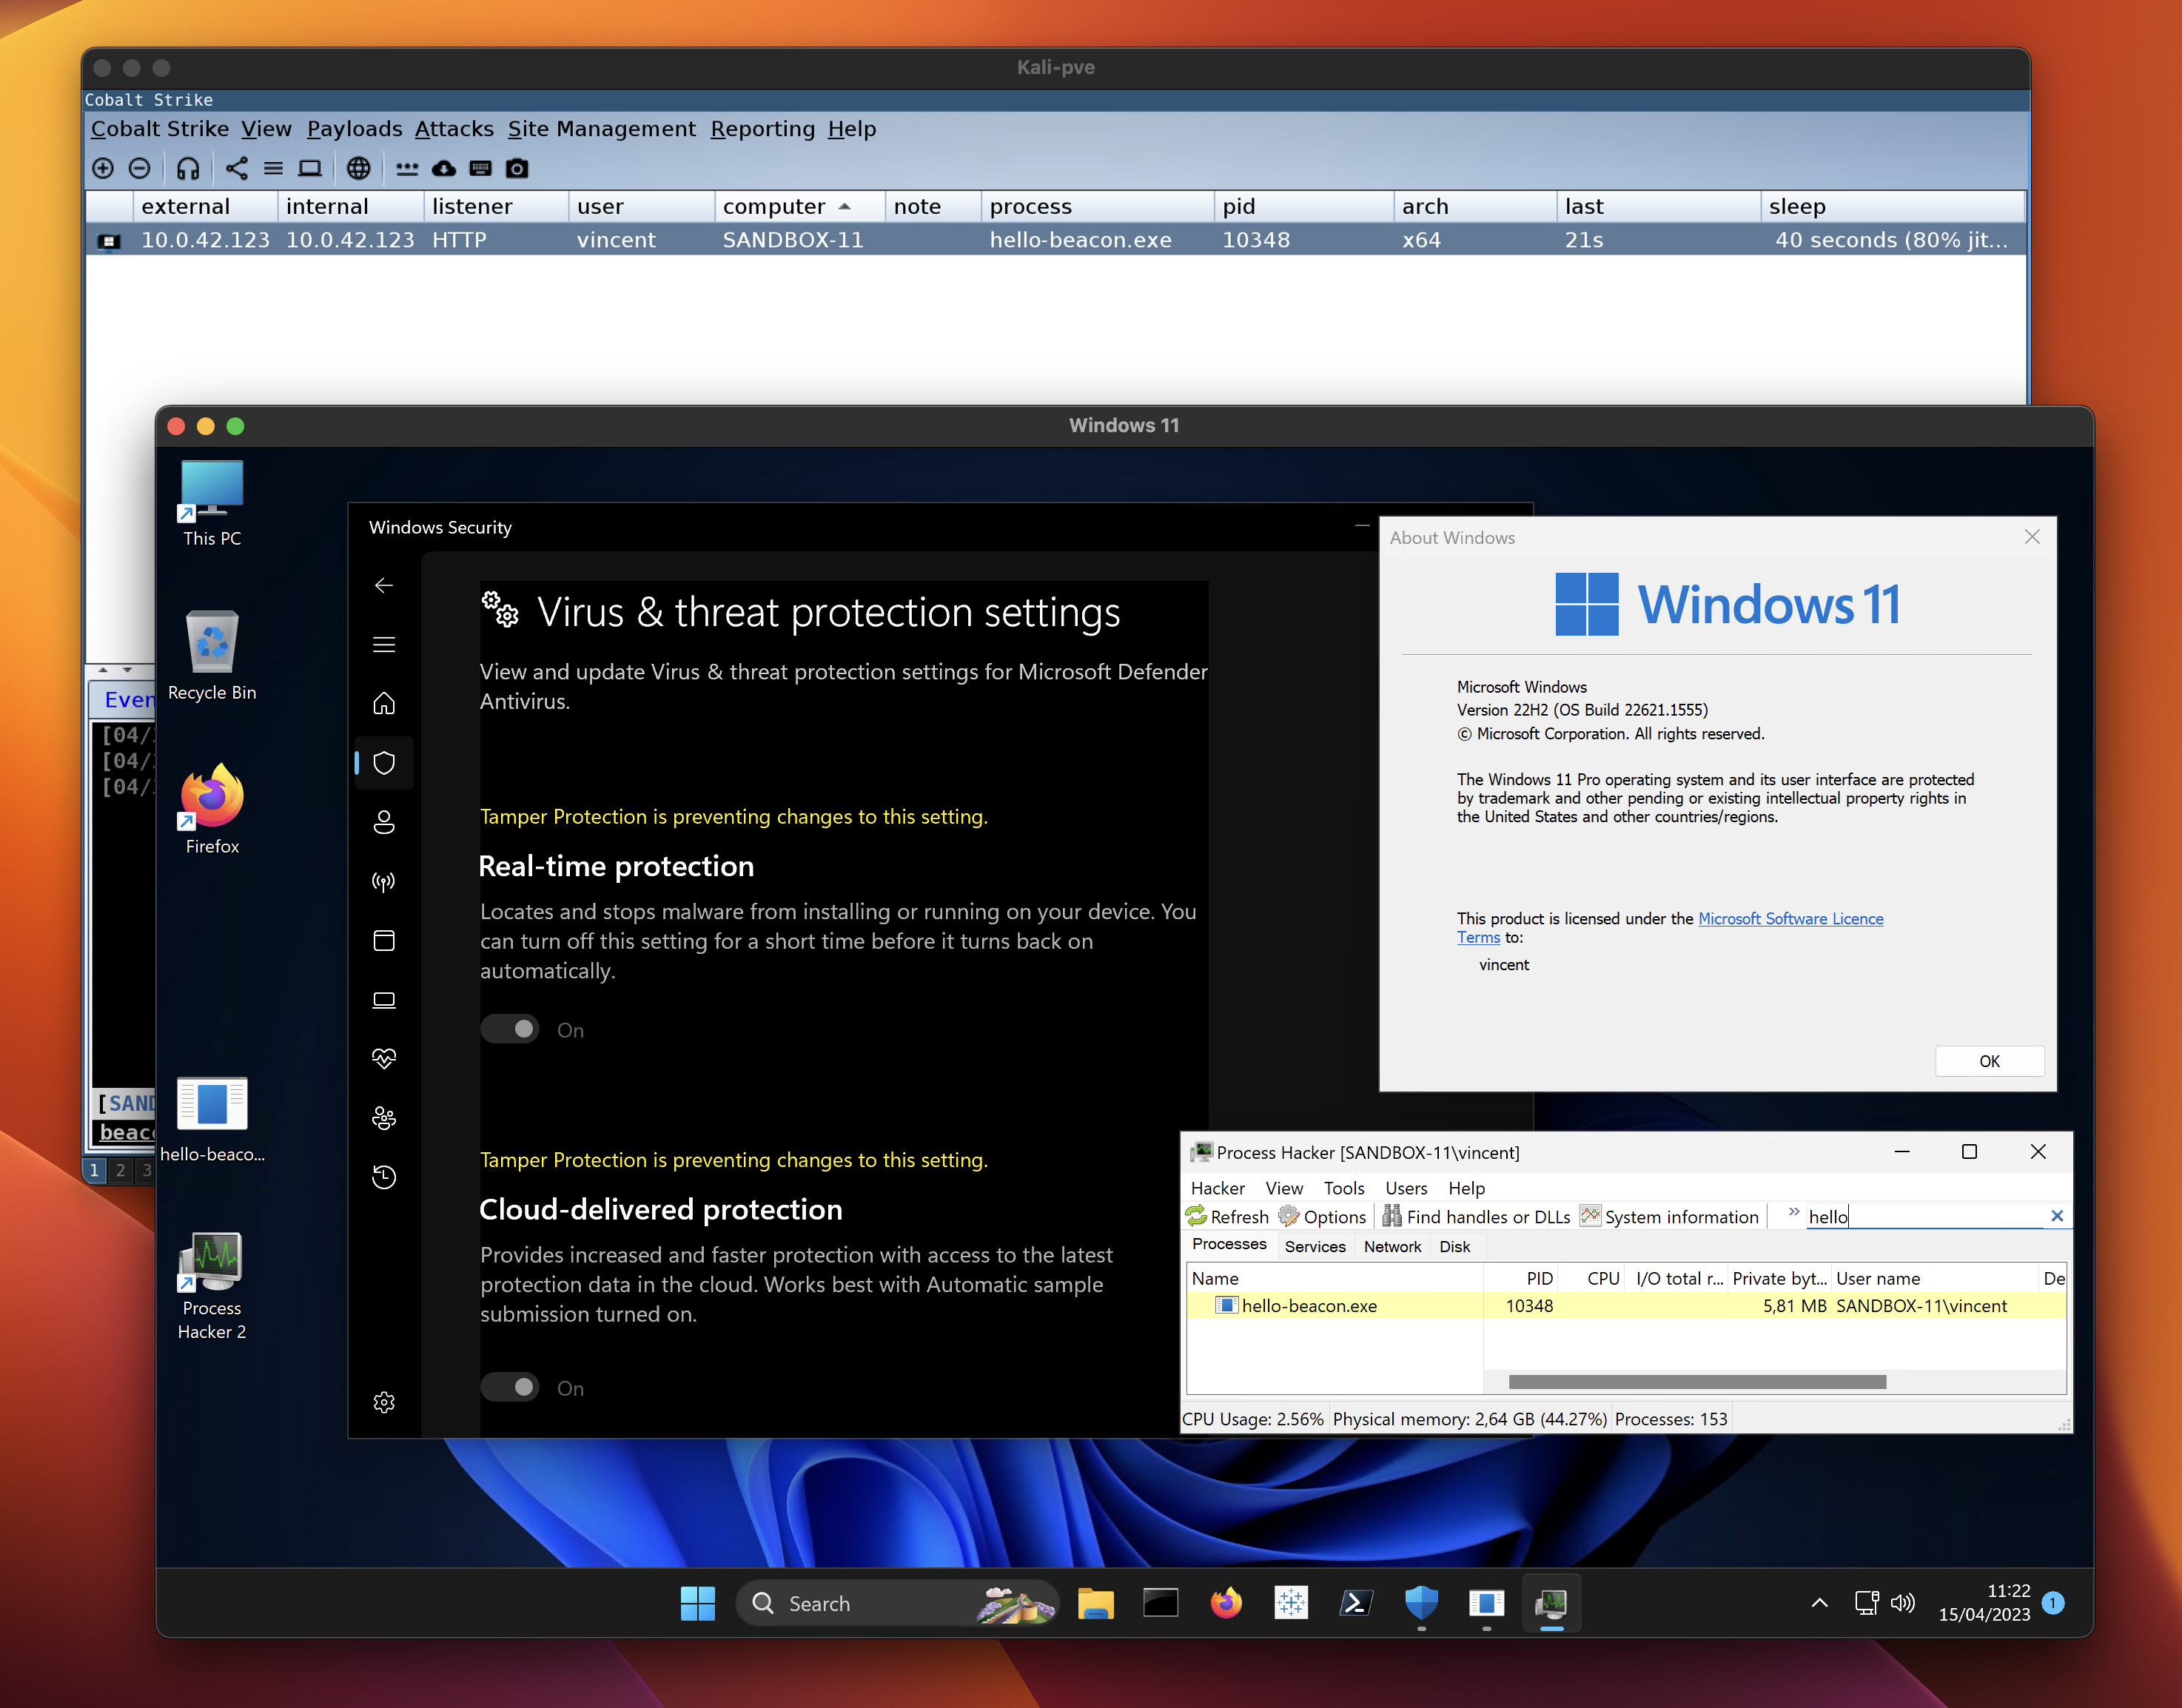 Kali-pve
Cobalt Strike
Cobalt Strike View Payloads Attacks Site Management Reporting Help
external internal listener user computer note process pid arch last sleep
10.0.42.123 10.0.42.123 HTTP vincent SANDBOX-11 hello-beacon.exe 10348 x64 21s 40 seconds (80% jit...
Even
[04/
[04/
[04/
[SAND
beac
1 2 3
Windows 11
This PC
Recycle Bin
Firefox
hello-beaco...
Process
Hacker 2
Windows Security
Virus & threat protection settings
View and update Virus & threat protection settings for Microsoft Defender
Antivirus.
Tamper Protection is preventing changes to this setting.
Real-time protection
Locates and stops malware from installing or running on your device. You
can turn off this setting for a short time before it turns back on
automatically.
On
Tamper Protection is preventing changes to this setting.
Cloud-delivered protection
Provides increased and faster protection with access to the latest
protection data in the cloud. Works best with Automatic sample
submission turned on.
On
About Windows
Windows 11
Microsoft Windows
Version 22H2 (OS Build 22621.1555)
© Microsoft Corporation. All rights reserved.
The Windows 11 Pro operating system and its user interface are protected
by trademark and other pending or existing intellectual property rights in
the United States and other countries/regions.
This product is licensed under the Microsoft Software Licence
Terms to:
vincent
OK
Process Hacker [SANDBOX-11\vincent]
Hacker View Tools Users Help
Refresh Options Find handles or DLLs System information » hello
Processes Services Network Disk
Name PID CPU I/O total r... Private byt... User name De
hello-beacon.exe 10348 5,81 MB SANDBOX-11\vincent
CPU Usage: 2.56% Physical memory: 2,64 GB (44.27%) Processes: 153
Search
11:22
15/04/2023
1